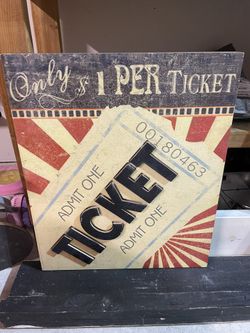 Only $ 1 PER TICKET
00180463
ADMIT ONE
TICKET
ADMIT ONE